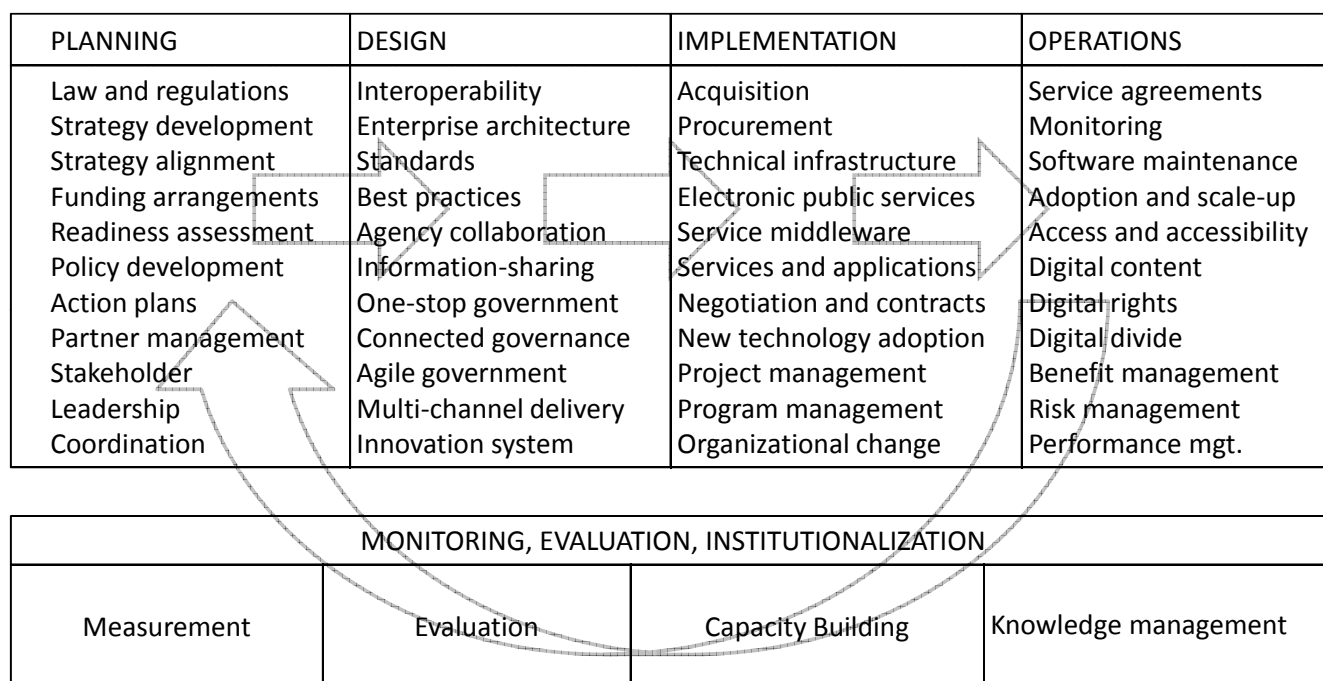 PLANNING
Law and regulations
Strategy development
Strategy alignment
Funding arrangements
Readiness assessment
Policy development
Action plans
Partner management
Stakeholder
Leadership
Coordination
DESIGN
Interoperability
Enterprise architecture
Standards
Best practices
Agency collaboration
Information-sharing
One-stop government
Connected governance
Agile government
Multi-channel delivery
Innovation system
IMPLEMENTATION
Acquisition
Procurement
Technical infrastructure
Electronic public services
Service middleware
Services and applications
Negotiation and contracts
New technology adoption
Project management
Program management
Organizational change
OPERATIONS
Service agreements
Monitoring
Software maintenance
Adoption and scale-up
Access and accessibility
Digital content
Digital rights
Digital divide
Benefit management
Risk management
Performance mgt.
MONITORING, EVALUATION, INSTITUTIONALIZATION
Measurement
Evaluation
Capacity Building
Knowledge management